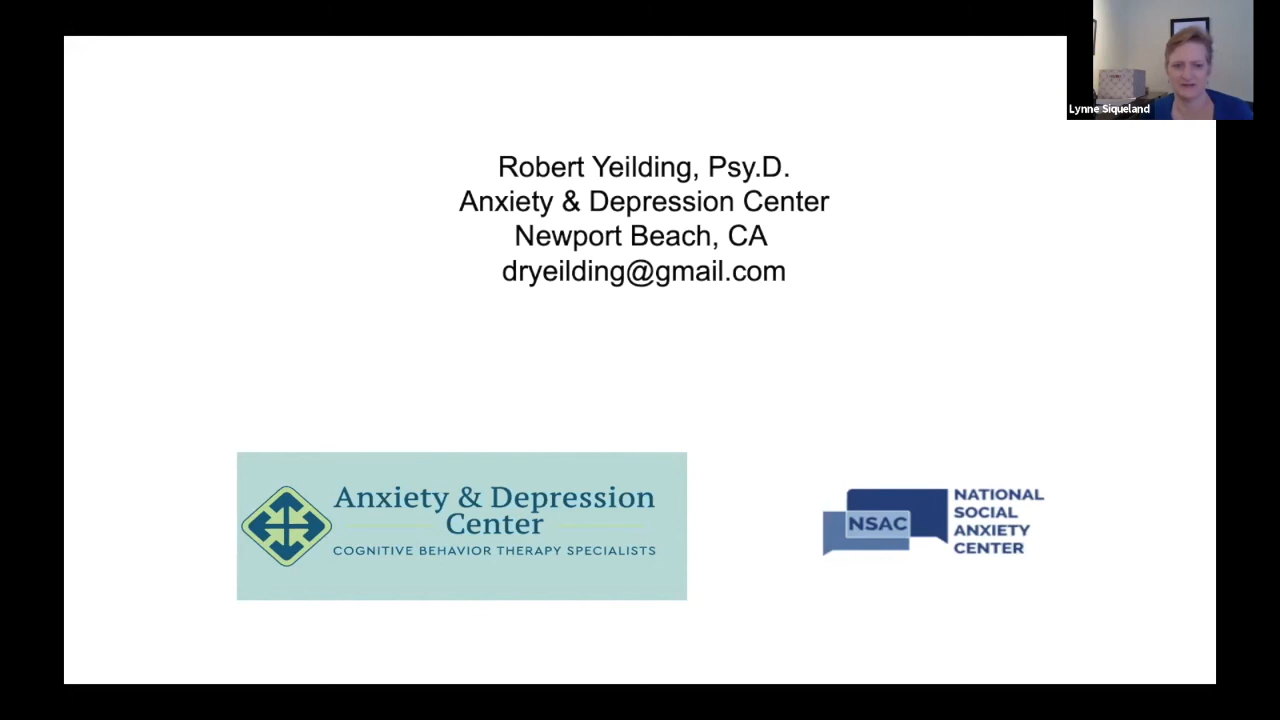 Lynne Siqueland
Robert Yeilding, Psy.D.
Anxiety & Depression Center
Newport Beach, CA
dryeilding@gmail.com
Anxiety & Depression
Center
COGNITIVE BEHAVIOR THERAPY SPECIALISTS
NSAC
NATIONAL
SOCIAL
ANXIETY
CENTER